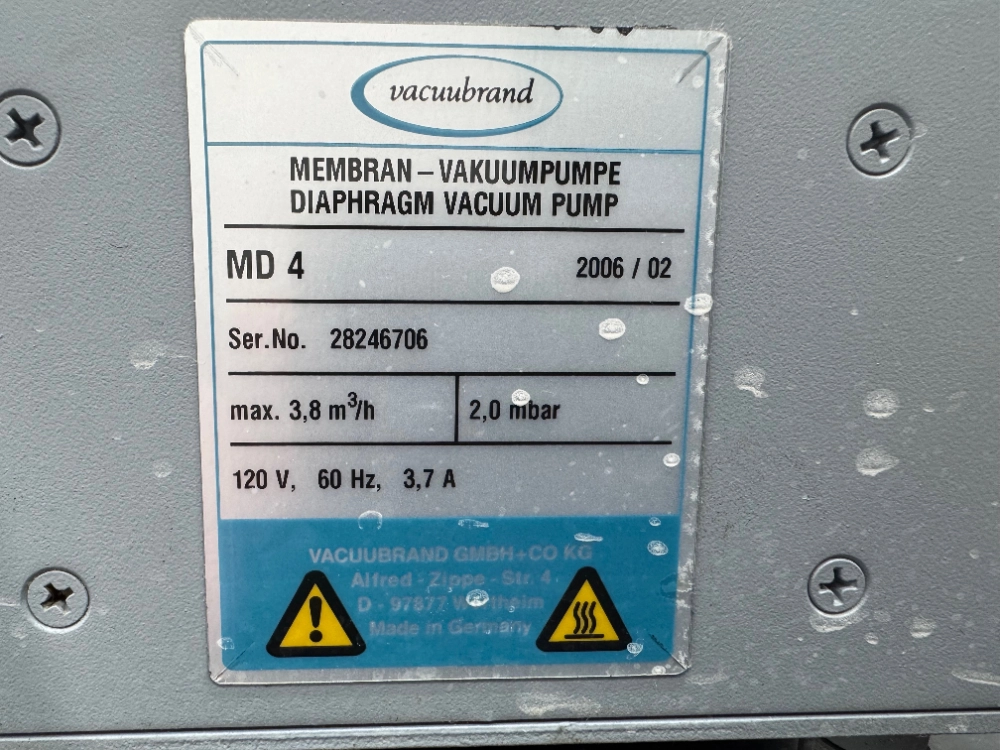 vacuubrand
MEMBRAN – VAKUUMPUMPE
DIAPHRAGM VACUUM PUMP
MD 4 2006 / 02
Ser.No. 28246706
max. 3,8 m³/h 2,0 mbar
120 V, 60 Hz, 3,7 A
VACUUBRAND GMBH+CO KG
Alfred - Zippe - Str. 4
D - 97877 Wertheim
Made in Germany